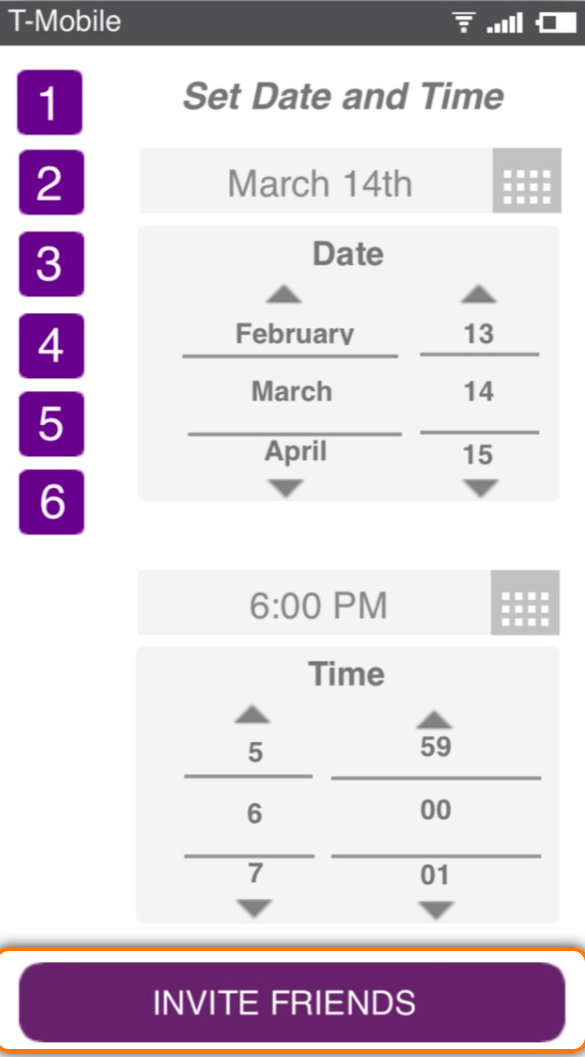 T-Mobile
Set Date and Time
1
2
3
4
5
6
March 14th
Date
February 13
March 14
April 15
6:00 PM
Time
5 59
6 00
7 01
INVITE FRIENDS